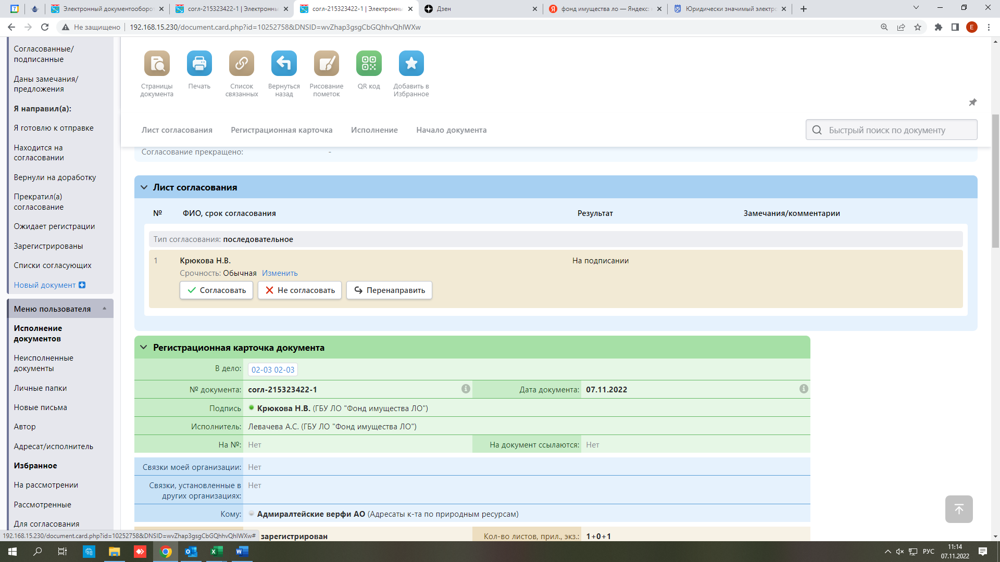 Электронный документооборот
согл-215323422-1 | Электронны
согл-215323422-1 | Электронны
Дзен
фонд имущества ло — Яндекс:
Юридически значимый электро
Не защищено
192.168.15.230/document.card.php?id=10252758&DNSID=wvZhap3gsgCbGQhhvQhIWXw
E
Согласованные/
подписанные
Даны замечания/
предложения
Я направил(а):
Я готовлю к отправке
Находится на
согласовании
Вернули на доработку
Прекратил(а)
согласование
Ожидает регистрации
Зарегистрированы
Списки согласующих
Новый документ
Меню пользователя
Исполнение
документов
Неисполненные
документы
Личные папки
Новые письма
Автор
Адресат/исполнитель
Избранное
На рассмотрении
Рассмотренные
Для согласования
Страницы
документа
Печать
Список
связанных
Вернуться
назад
Рисование
пометок
QR код
Добавить в
Избранное
Лист согласования
Регистрационная карточка
Исполнение
Начало документа
Быстрый поиск по документу
Согласование прекращено: -
Лист согласования
№ ФИО, срок согласования Результат Замечания/комментарии
Тип согласования: последовательное
1 Крюкова Н.В. На подписании
Срочность: Обычная Изменить
Согласовать Не согласовать Перенаправить
Регистрационная карточка документа
В дело: 02-03 02-03
№ документа: согл-215323422-1 Дата документа: 07.11.2022
Подпись Крюкова Н.В. (ГБУ ЛО "Фонд имущества ЛО")
Исполнитель: Левачева А.С. (ГБУ ЛО "Фонд имущества ЛО")
На №: Нет На документ ссылаются: Нет
Связки моей организации: Нет
Связки, установленные в
других организациях: Нет
Кому: Адмиралтейские верфи АО (Адресаты к-та по природным ресурсам)
зарегистрирован Кол-во листов, прил., экз.: 1+0+1
192.168.15.230/document.card.php?id=10252758&DNSID=wvZhap3gsgCbGQhhvQhIWXw#
РУС
11:14
07.11.2022